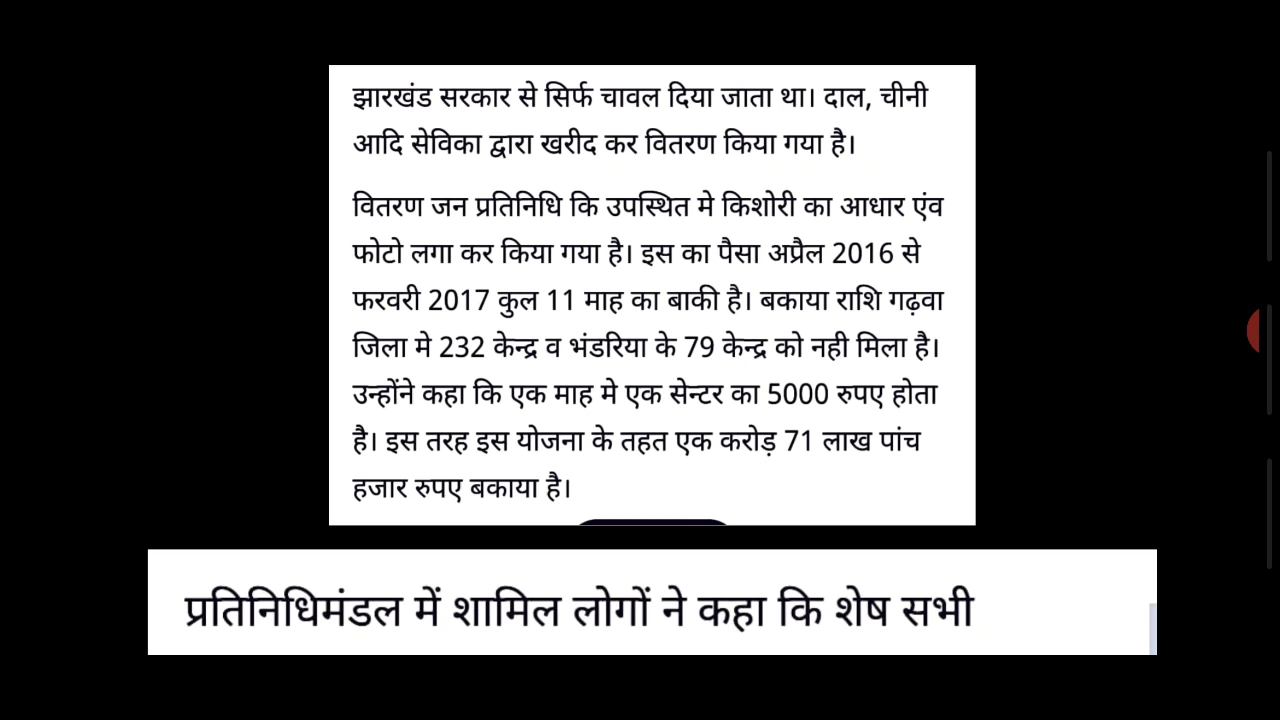 झारखंड सरकार से सिर्फ चावल दिया जाता था। दाल, चीनी
आदि सेविका द्वारा खरीद कर वितरण किया गया है।
वितरण जन प्रतिनिधि कि उपस्थित मे किशोरी का आधार एंव
फोटो लगा कर किया गया है। इस का पैसा अप्रैल 2016 से
फरवरी 2017 कुल 11 माह का बाकी है। बकाया राशि गढ़वा
जिला मे 232 केन्द्र व भंडरिया के 79 केन्द्र को नही मिला है।
उन्होंने कहा कि एक माह मे एक सेन्टर का 5000 रुपए होता
है। इस तरह इस योजना के तहत एक करोड़ 71 लाख पांच
हजार रुपए बकाया है।
प्रतिनिधिमंडल में शामिल लोगों ने कहा कि शेष सभी